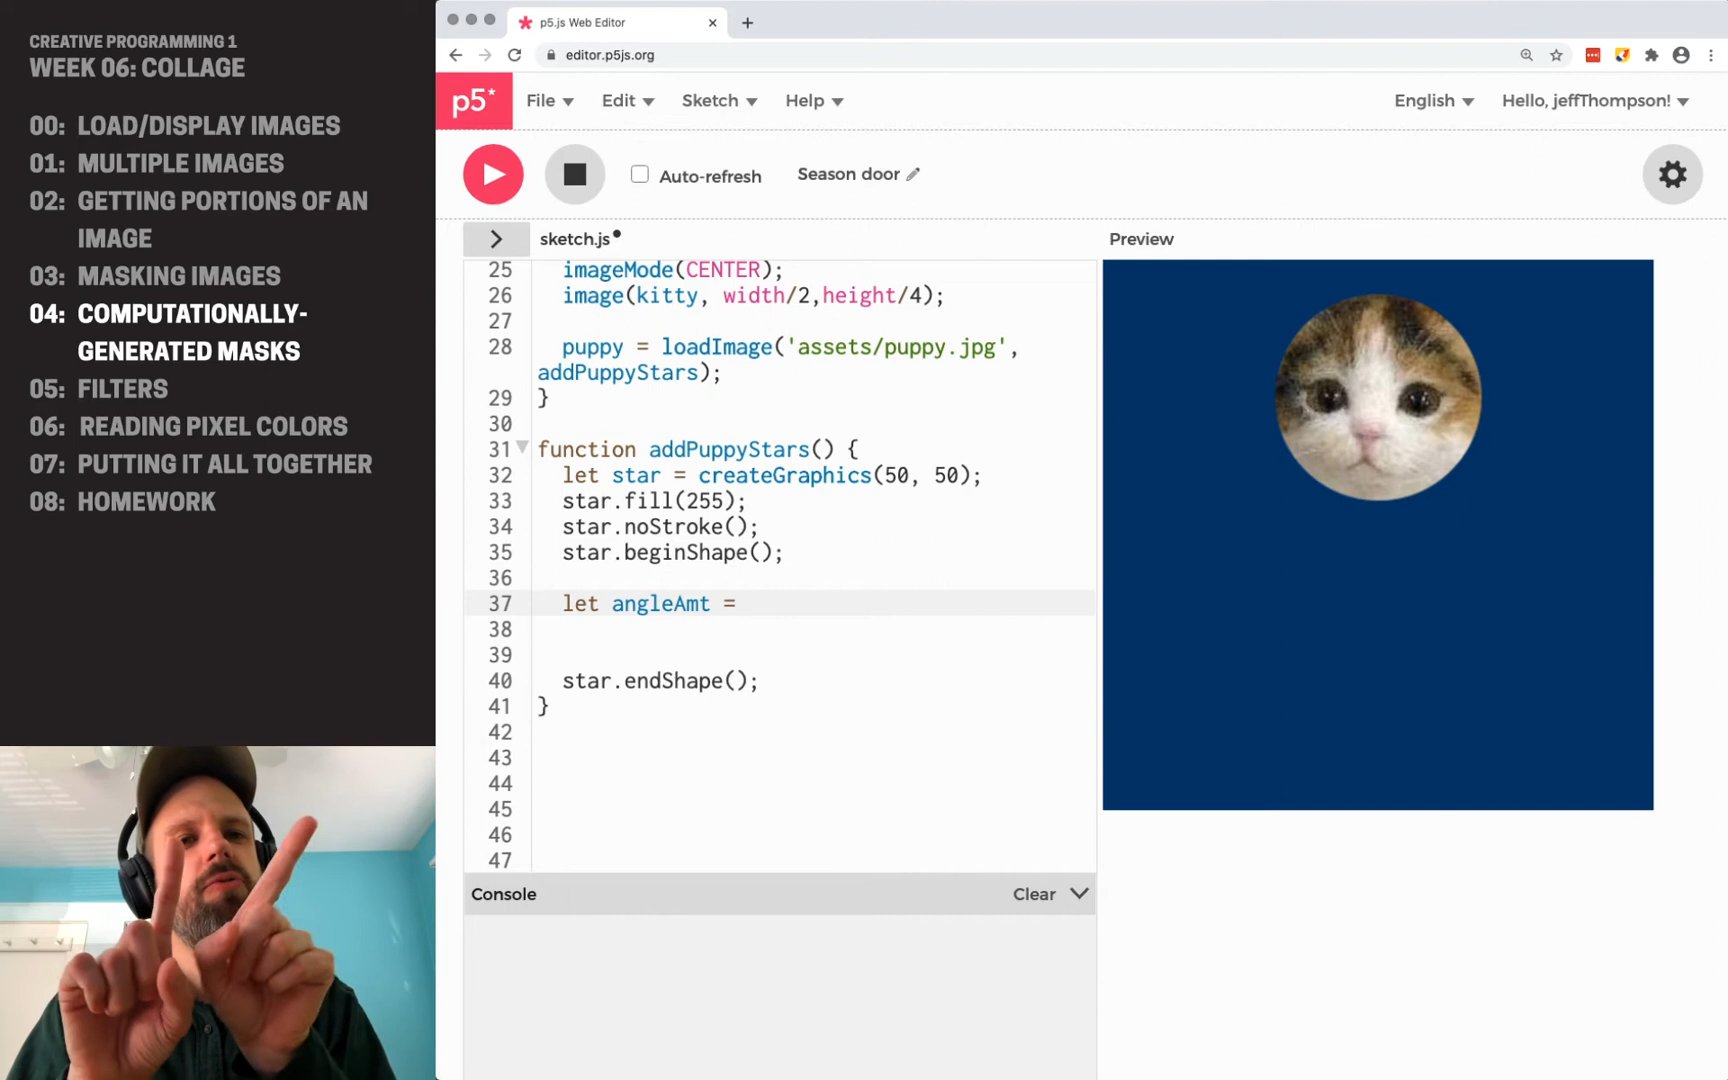 CREATIVE PROGRAMMING 1
WEEK 06: COLLAGE
00: LOAD/DISPLAY IMAGES
01: MULTIPLE IMAGES
02: GETTING PORTIONS OF AN
IMAGE
03: MASKING IMAGES
04: COMPUTATIONALLY-
GENERATED MASKS
05: FILTERS
06: READING PIXEL COLORS
07: PUTTING IT ALL TOGETHER
08: HOMEWORK
p5.js Web Editor
editor.p5js.org
p5* File Edit Sketch Help English Hello, jeffThompson!
Auto-refresh Season door
sketch.js
Preview
25 imageMode(CENTER);
26 image(kitty, width/2,height/4);
27
28 puppy = loadImage('assets/puppy.jpg',
addPuppyStars);
29 }
30
31 function addPuppyStars() {
32 let star = createGraphics(50, 50);
33 star.fill(255);
34 star.noStroke();
35 star.beginShape();
36
37 let angleAmt =
38
39
40 star.endShape();
41 }
42
43
44
45
46
47
Console
Clear